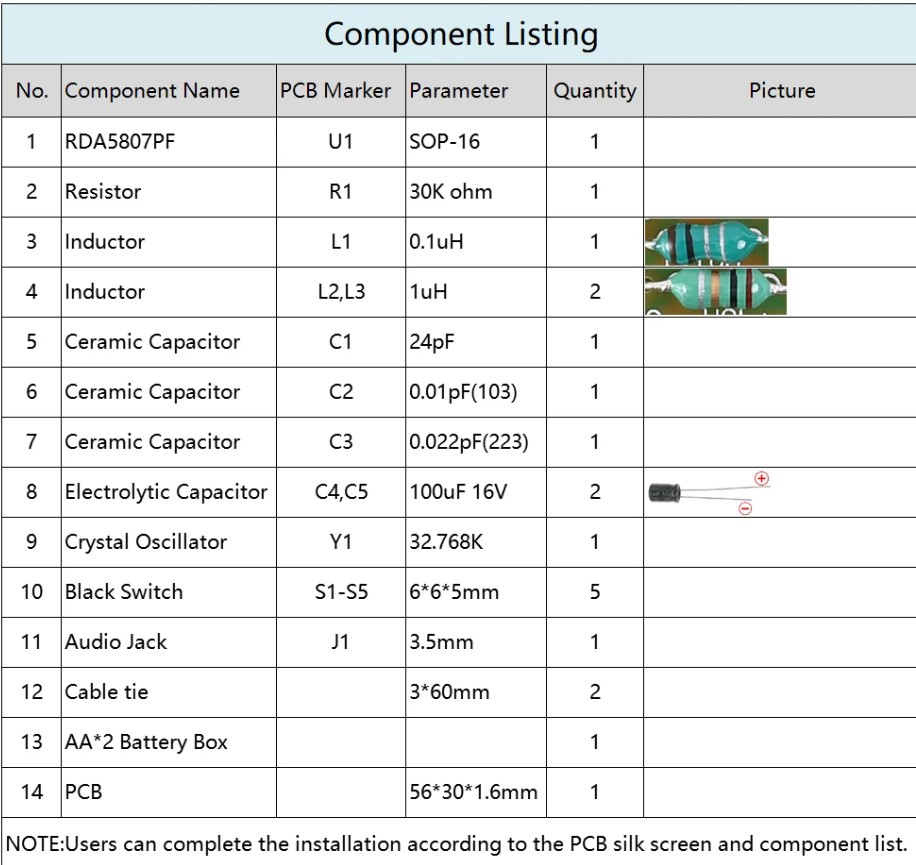 Component Listing
No. Component Name PCB Marker Parameter Quantity Picture
1 RDA5807PF U1 SOP-16 1
2 Resistor R1 30K ohm 1
3 Inductor L1 0.1uH 1
4 Inductor L2,L3 1uH 2
5 Ceramic Capacitor C1 24pF 1
6 Ceramic Capacitor C2 0.01pF(103) 1
7 Ceramic Capacitor C3 0.022pF(223) 1
8 Electrolytic Capacitor C4,C5 100uF 16V 2 + −
9 Crystal Oscillator Y1 32.768K 1
10 Black Switch S1-S5 6*6*5mm 5
11 Audio Jack J1 3.5mm 1
12 Cable tie 3*60mm 2
13 AA*2 Battery Box 1
14 PCB 56*30*1.6mm 1
NOTE:Users can complete the installation according to the PCB silk screen and component list.